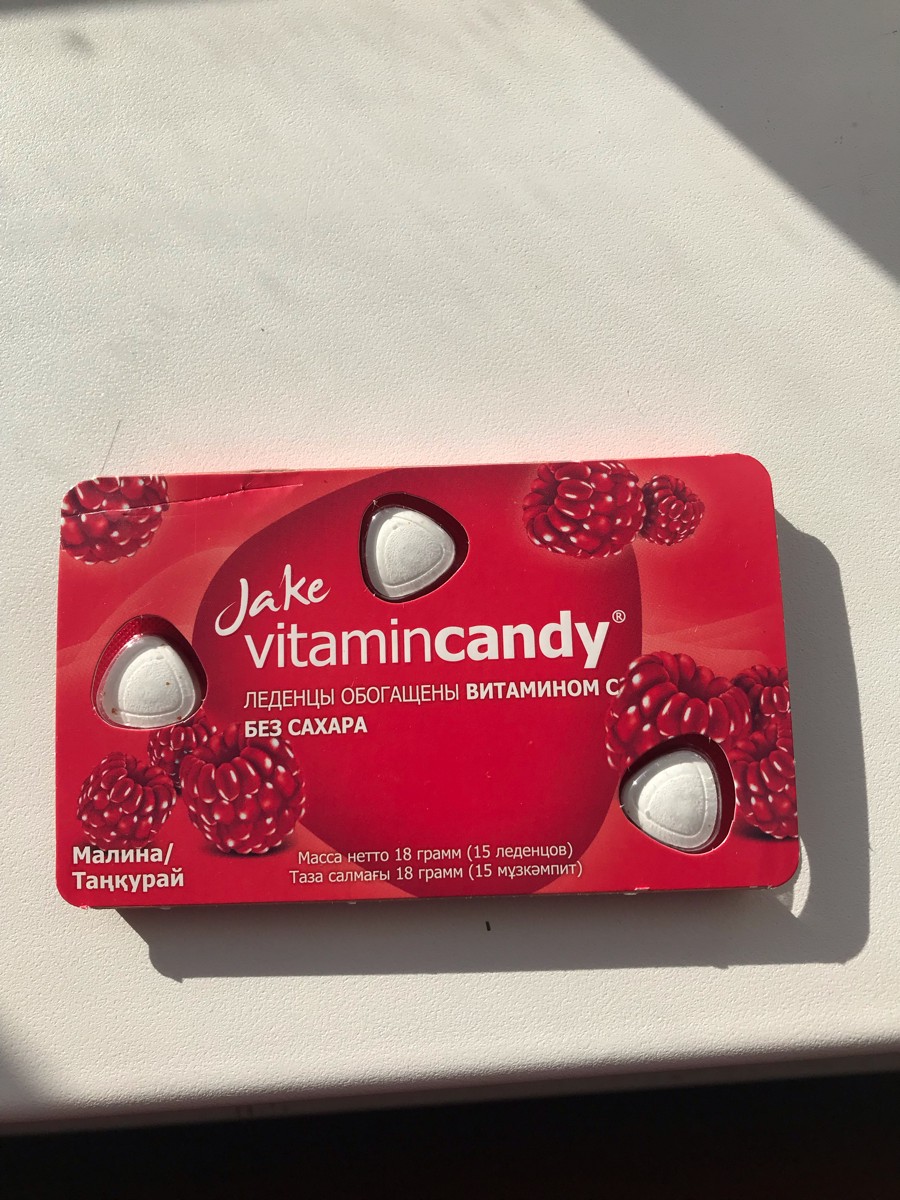 Jake
vitamincandy®
ЛЕДЕНЦЫ ОБОГАЩЕНЫ ВИТАМИНОМ С
БЕЗ САХАРА
Малина/
Таңқурай
Масса нетто 18 грамм (15 леденцов)
Таза салмағы 18 грамм (15 мұзкәмпит)